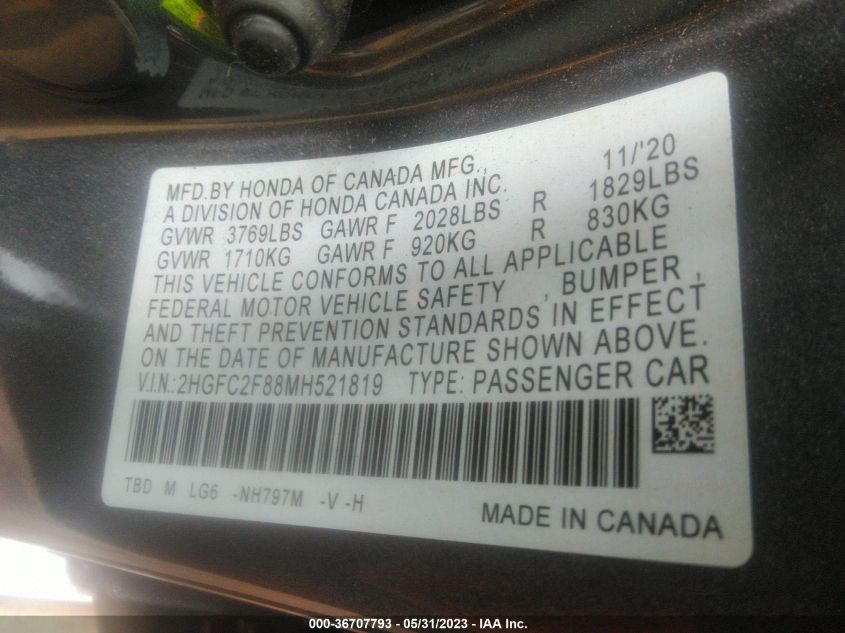 MFD.BY HONDA OF CANADA MFG., 11/'20
A DIVISION OF HONDA CANADA INC.
GVWR 3769LBS GAWR F 2028LBS R 1829LBS
GVWR 1710KG GAWR F 920KG R 830KG
THIS VEHICLE CONFORMS TO ALL APPLICABLE
FEDERAL MOTOR VEHICLE SAFETY , BUMPER ,
AND THEFT PREVENTION STANDARDS IN EFFECT
ON THE DATE OF MANUFACTURE SHOWN ABOVE.
V.I.N.:2HGFC2F88MH521819 TYPE: PASSENGER CAR
TBD M LG6 -NH797M -V -H
MADE IN CANADA
000-36707793 - 05/31/2023 - IAA Inc.